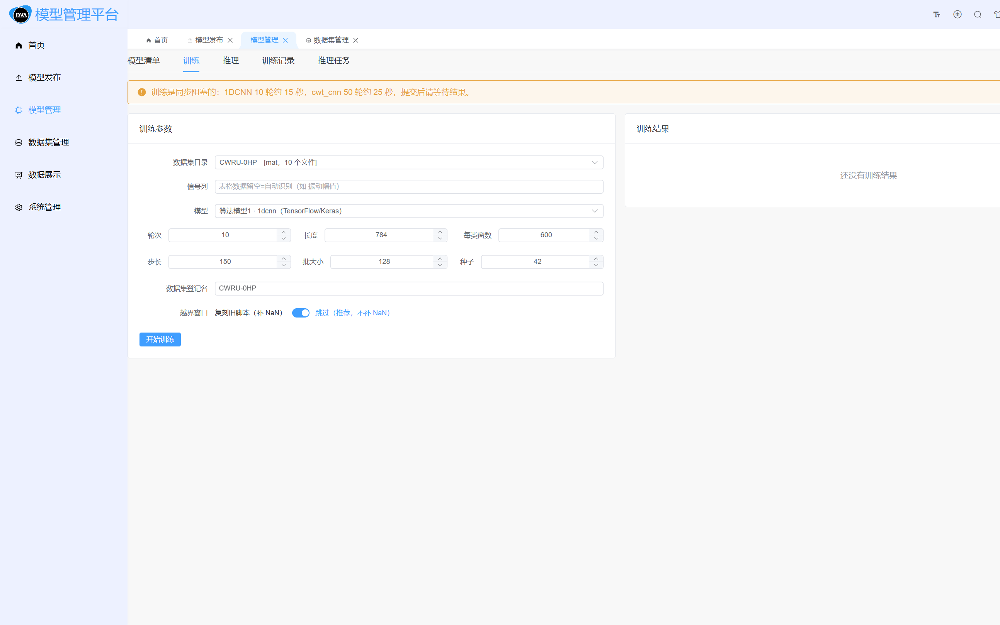 DVA 模型管理平台
首页
模型发布
模型管理
数据集管理
数据展示
系统管理
首页 模型发布 模型管理 数据集管理
模型清单 训练 推理 训练记录 推理任务
训练是同步阻塞的：1DCNN 10 轮约 15 秒，cwt_cnn 50 轮约 25 秒，提交后请等待结果。
训练参数
数据集目录 CWRU-0HP [mat，10 个文件]
信号列 表格数据留空=自动识别（如 振动幅值）
模型 算法模型1 · 1dcnn（TensorFlow/Keras）
轮次 10 长度 784 每类窗数 600
步长 150 批大小 128 种子 42
数据集登记名 CWRU-0HP
越界窗口 复刻旧脚本（补 NaN） 跳过（推荐，不补 NaN）
开始训练
训练结果
还没有训练结果